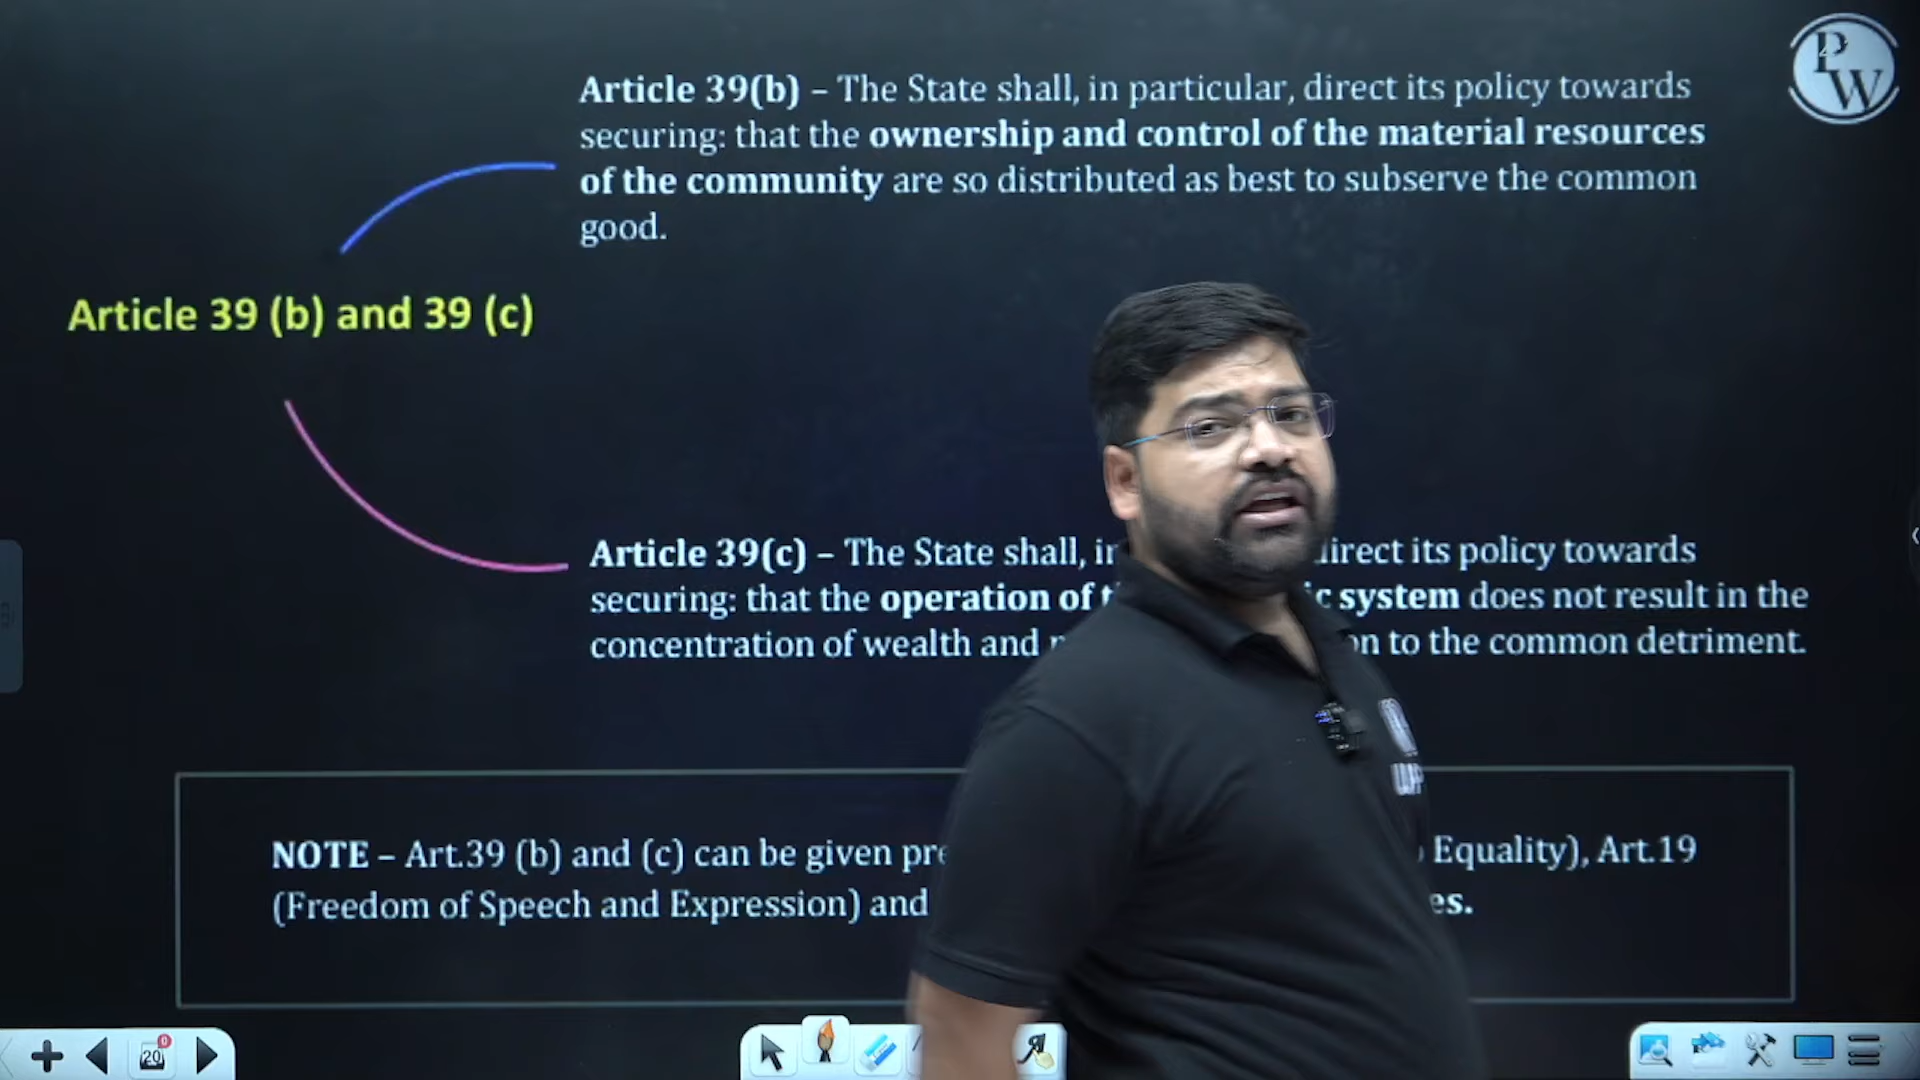 PW
Article 39(b) – The State shall, in particular, direct its policy towards
securing: that the ownership and control of the material resources
of the community are so distributed as best to subserve the common
good.
Article 39 (b) and 39 (c)
Article 39(c) – The State shall, in direct its policy towards
securing: that the operation of system does not result in the
concentration of wealth and to the common detriment.
NOTE – Art.39 (b) and (c) can be given Equality), Art.19
(Freedom of Speech and Expression) and
20
0